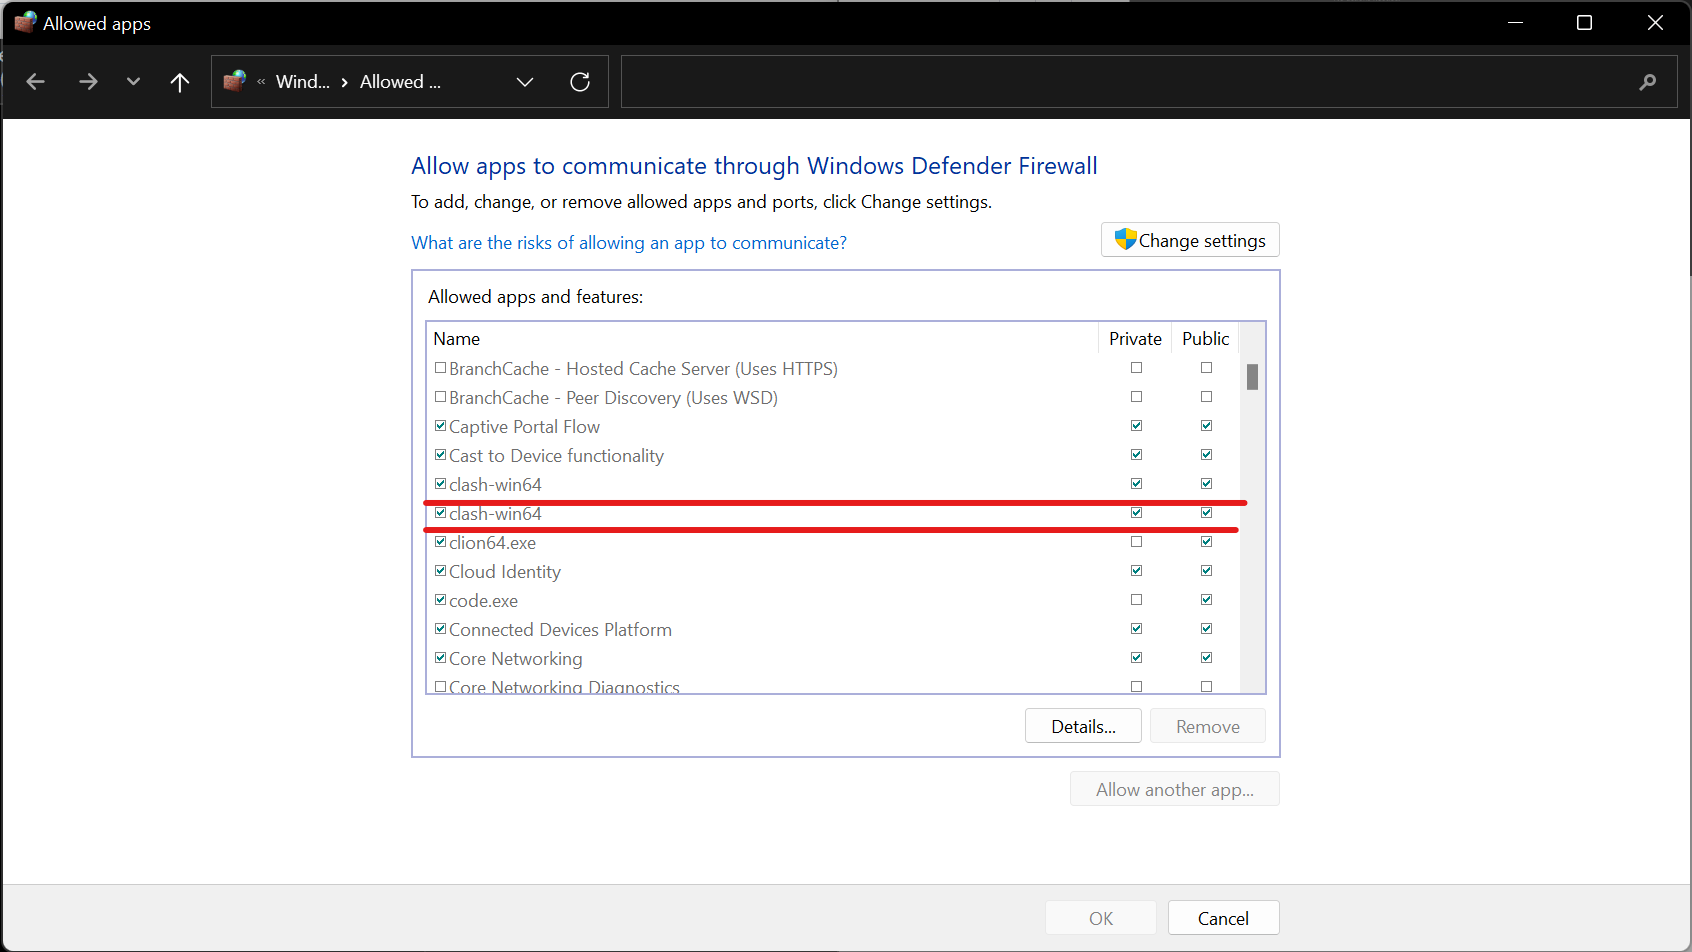 Allowed apps
« Wind... › Allowed ...
Allow apps to communicate through Windows Defender Firewall
To add, change, or remove allowed apps and ports, click Change settings.
What are the risks of allowing an app to communicate?
Change settings
Allowed apps and features:
Name Private Public
BranchCache - Hosted Cache Server (Uses HTTPS)
BranchCache - Peer Discovery (Uses WSD)
Captive Portal Flow
Cast to Device functionality
clash-win64
clash-win64
clion64.exe
Cloud Identity
code.exe
Connected Devices Platform
Core Networking
Core Networking Diagnostics
Details... Remove
Allow another app...
OK Cancel